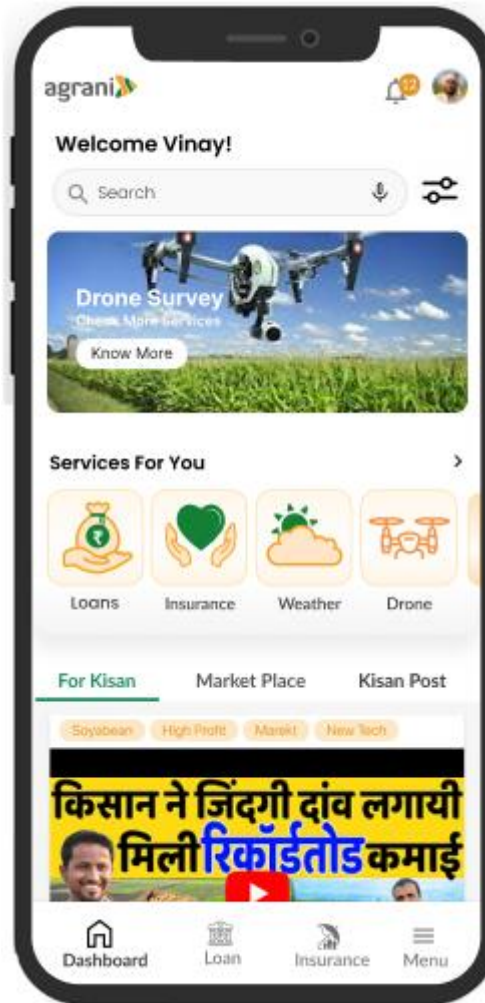 agrani
12
Welcome Vinay!
Search
Drone Survey
Check More Services
Know More
Services For You
Loans
Insurance
Weather
Drone
For Kisan
Market Place
Kisan Post
Soyabean
High Profit
Marekt
New Tech
किसान ने जिंदगी दांव लगायी
मिली रिकॉर्डतोड कमाई
Dashboard
Loan
Insurance
Menu